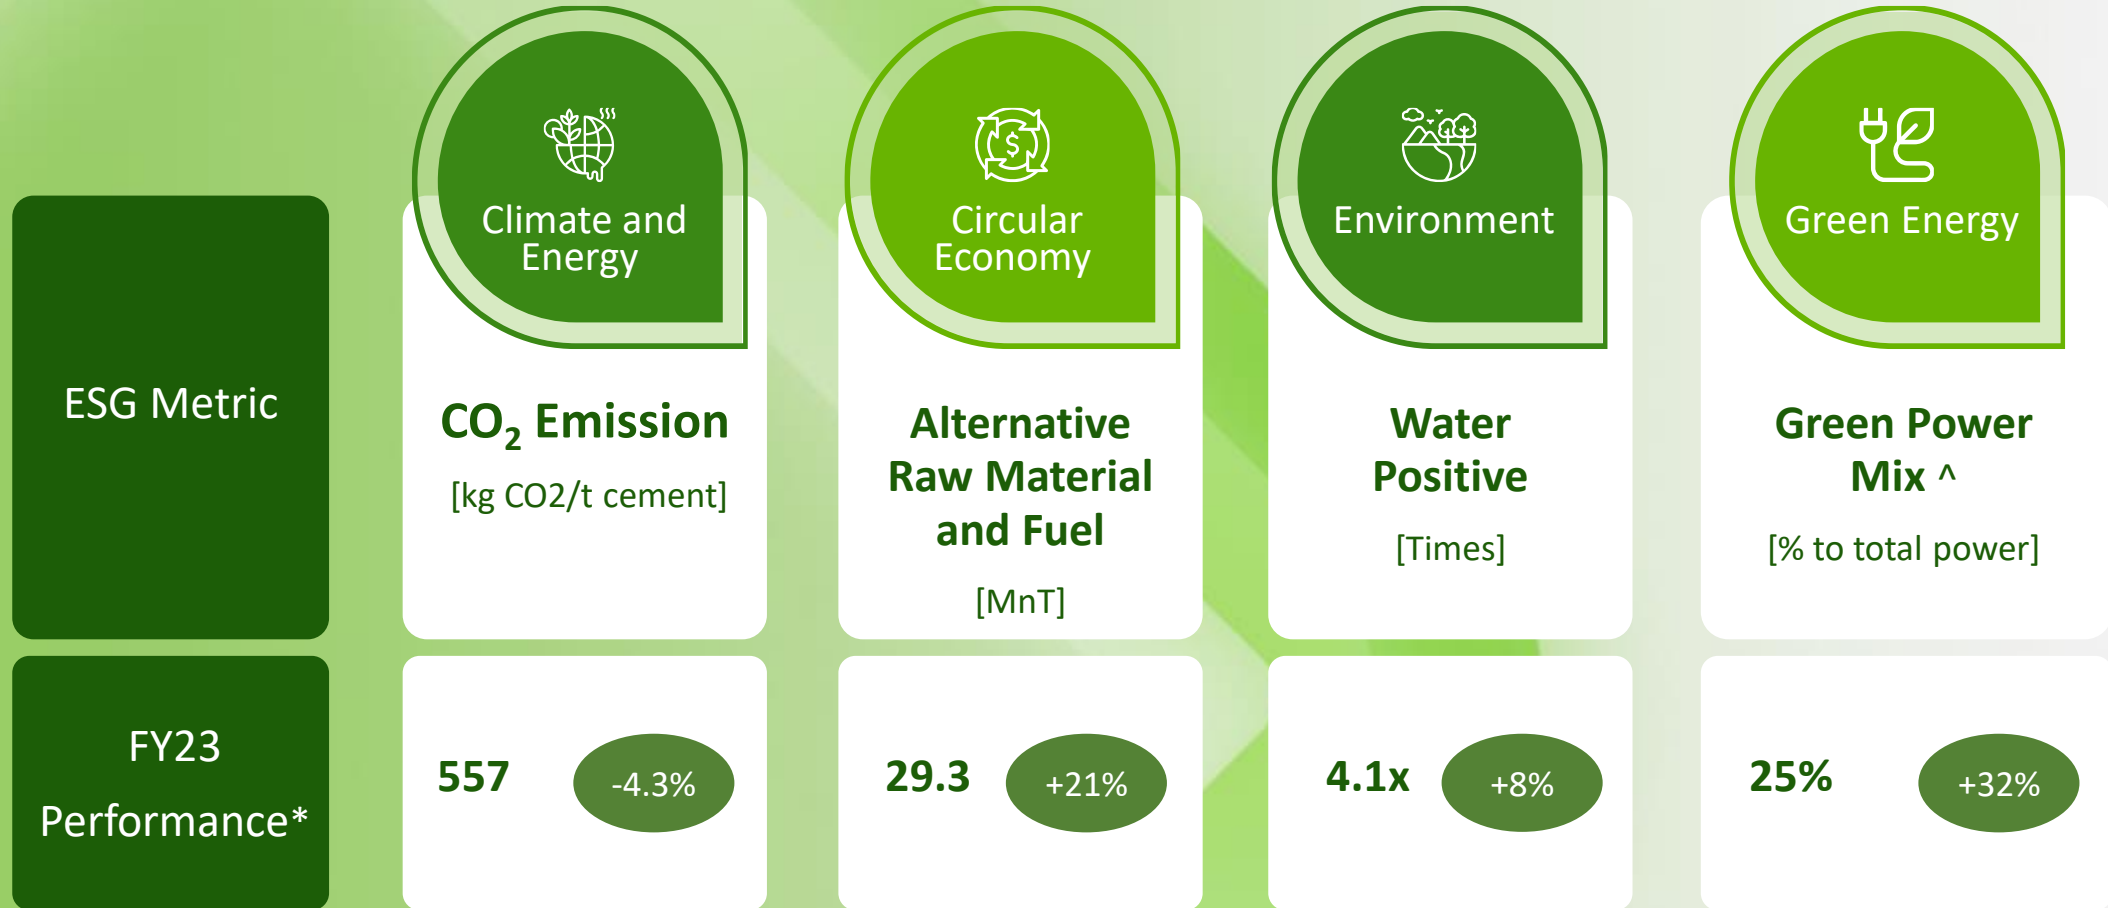 Climate and
Energy
Circular
Economy
Environment
Green Energy
ESG Metric
CO₂ Emission
[kg CO2/t cement]
Alternative
Raw Material
and Fuel
[MnT]
Water
Positive
[Times]
Green Power
Mix ^
[% to total power]
FY23
Performance*
557
-4.3%
29.3
+21%
4.1x
+8%
25%
+32%
$